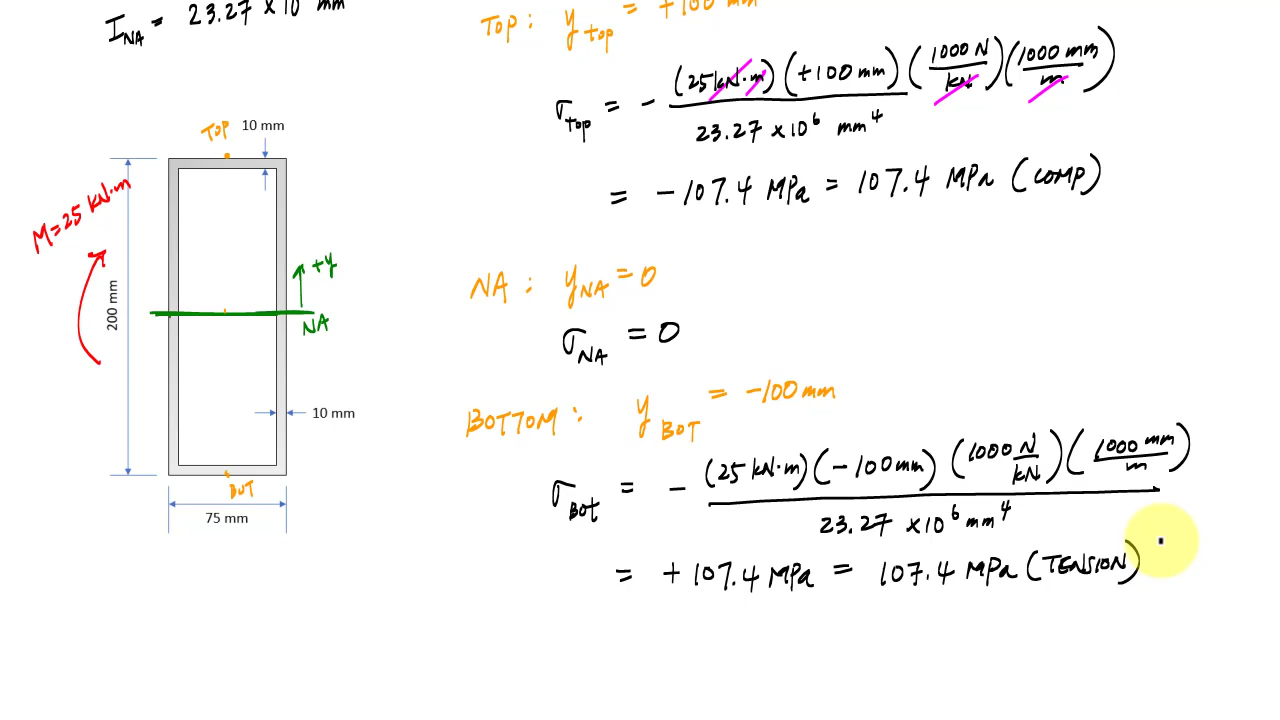 I_NA = 23.27 × 10 mm
TOP: y_top = +100 mm
σ_top = - (25 kN·m)(+100 mm)(1000 N/kN)(1000 mm/m) / 23.27 × 10^6 mm^4
= -107.4 MPa = 107.4 MPa (COMP)
NA: y_NA = 0
σ_NA = 0
BOTTOM: y_BOT = -100 mm
σ_BOT = - (25 kN·m)(-100 mm)(1000 N/kN)(1000 mm/m) / 23.27 × 10^6 mm^4
= +107.4 MPa = 107.4 MPa (TENSION)
TOP
10 mm
M=25 kN·m
+y
200 mm
NA
10 mm
BOT
75 mm